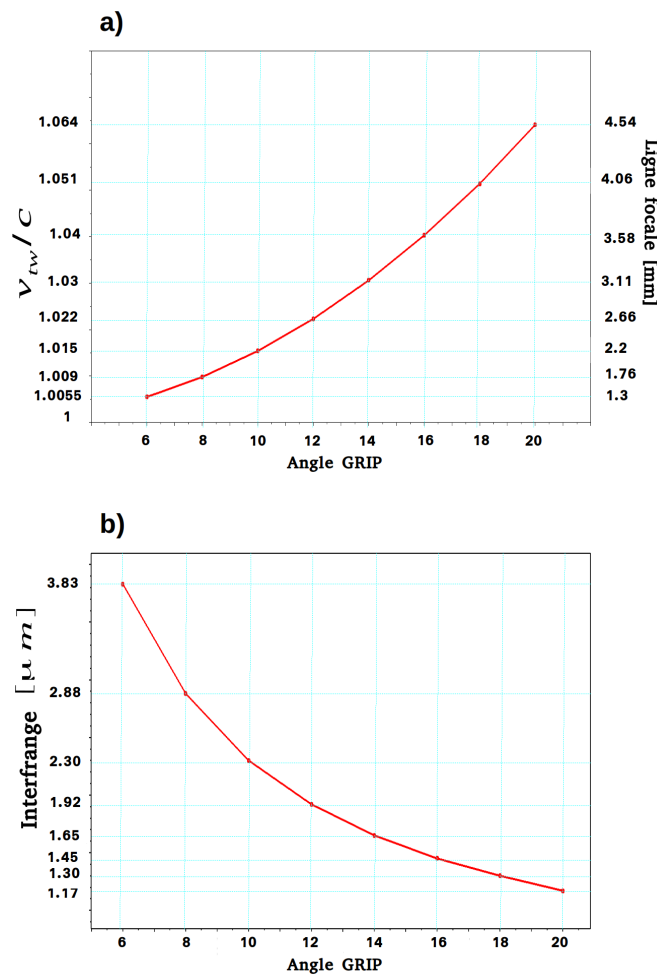 a)
1.064
1.051
1.04
1.03
1.022
1.015
1.009
1.0055
1
v_tw/C
4.54
4.06
3.58
3.11
2.66
2.2
1.76
1.3
Ligne focale [mm]
6 8 10 12 14 16 18 20
Angle GRIP
b)
3.83
2.88
2.30
1.92
1.65
1.45
1.30
1.17
Interfrange [μ m]
6 8 10 12 14 16 18 20
Angle GRIP